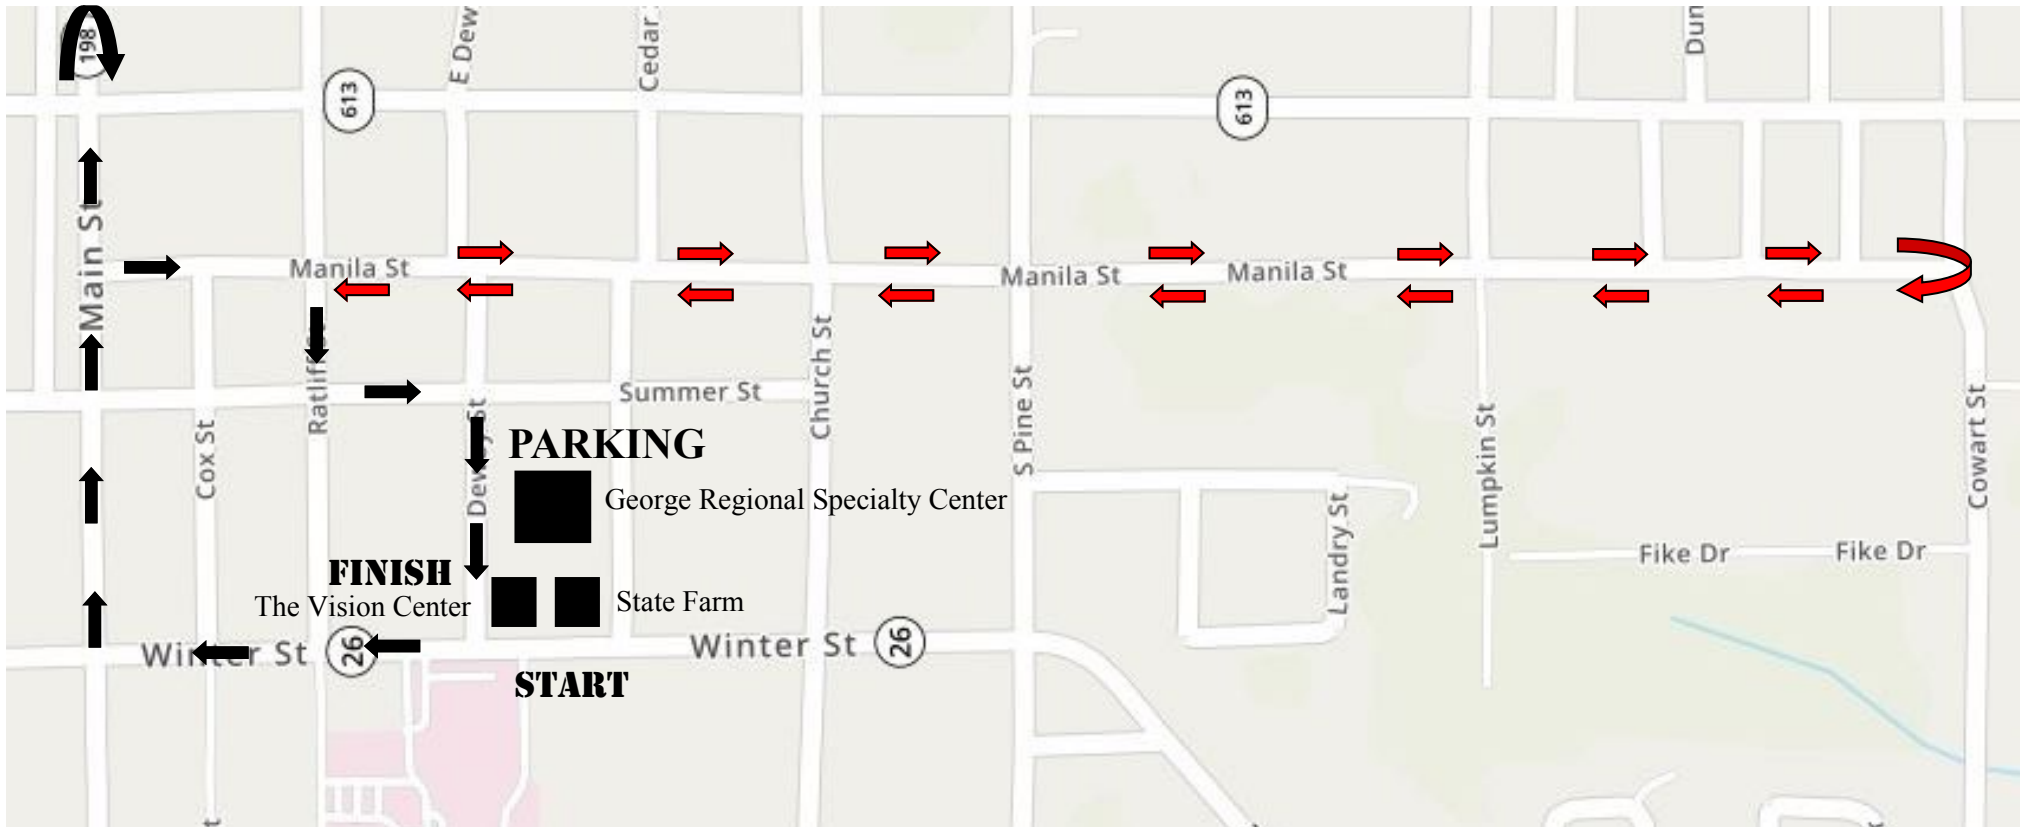 198
E Dew
Cedar
Dun
613
613
Main St
Manila St
Manila St
Manila St
Summer St
Church St
S Pine St
Ratliff
Cox St
Lumpkin St
Cowart St
PARKING
George Regional Specialty Center
Landry St
Fike Dr
Fike Dr
FINISH
The Vision Center
State Farm
Winter St
26
Winter St
26
START